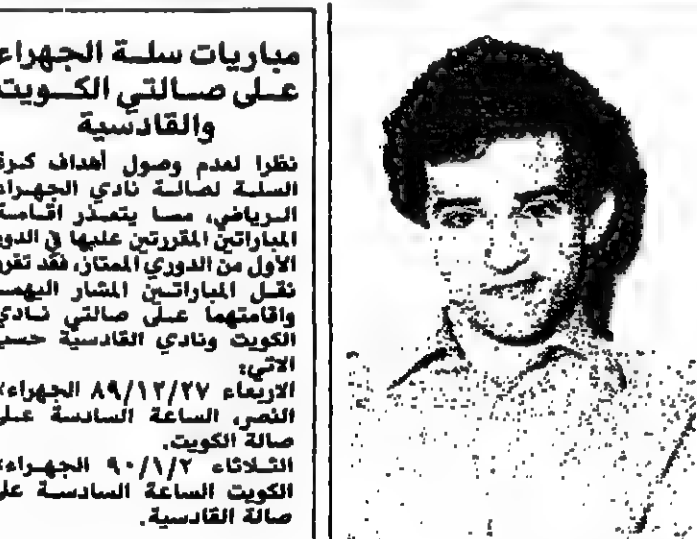 مباريات سلة الجهراء
على صالتي الكويت
والقادسية
نظرا لعدم وصول أهداف كرة
السلة لصالة نادي الجهراء
الرياضي، مما يتعذر اقامة
المباراتين المقررتين عليها في الدور
الأول من الدوري الممتاز، فقد تقرر
نقل المباراتين المشار اليهما
واقامتهما على صالتي نادي
الكويت ونادي القادسية حسب
الاتي:
الاربعاء ٨٩/١٢/٢٧ الجهراء×
النصر، الساعة السادسة على
صالة الكويت.
الثلاثاء ٩٠/١/٢ الجهراء×
الكويت الساعة السادسة على
صالة القادسية.